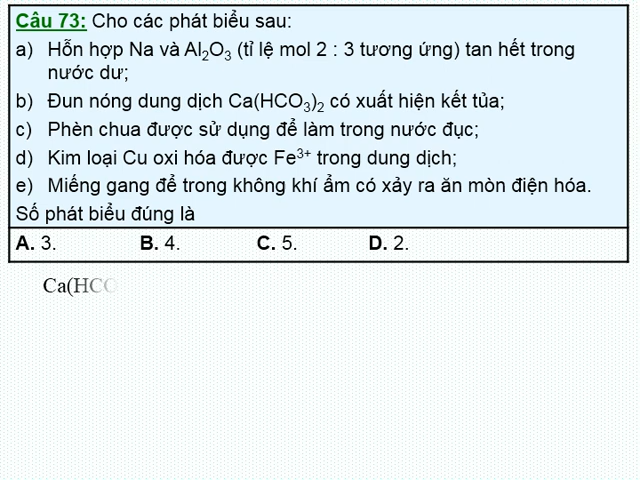 Câu 73: Cho các phát biểu sau:
a) Hỗn hợp Na và Al₂O₃ (tỉ lệ mol 2 : 3 tương ứng) tan hết trong
nước dư;
b) Đun nóng dung dịch Ca(HCO₃)₂ có xuất hiện kết tủa;
c) Phèn chua được sử dụng để làm trong nước đục;
d) Kim loại Cu oxi hóa được Fe³⁺ trong dung dịch;
e) Miếng gang để trong không khí ẩm có xảy ra ăn mòn điện hóa.
Số phát biểu đúng là
A. 3. B. 4. C. 5. D. 2.
Ca(HCO